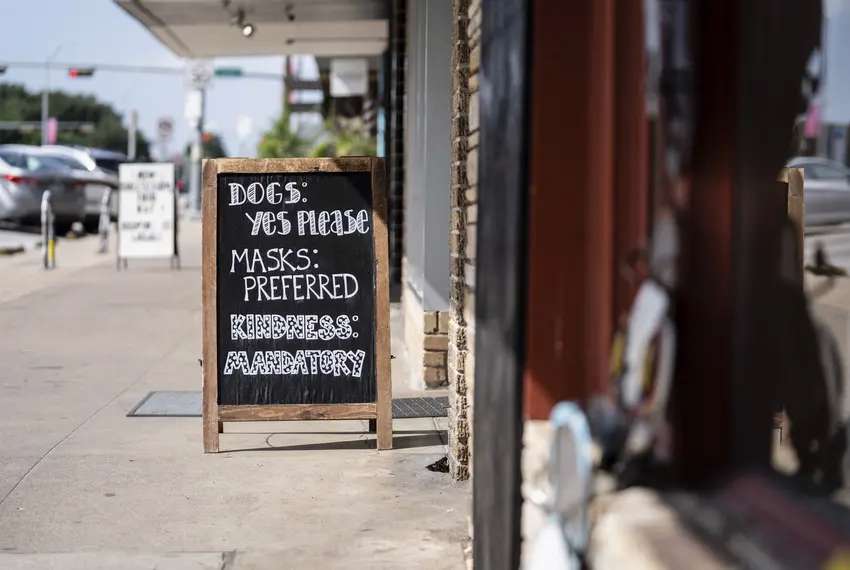 DOGS:
YES PLEASE
MASKS:
PREFERRED
KINDNESS:
MANDATORY